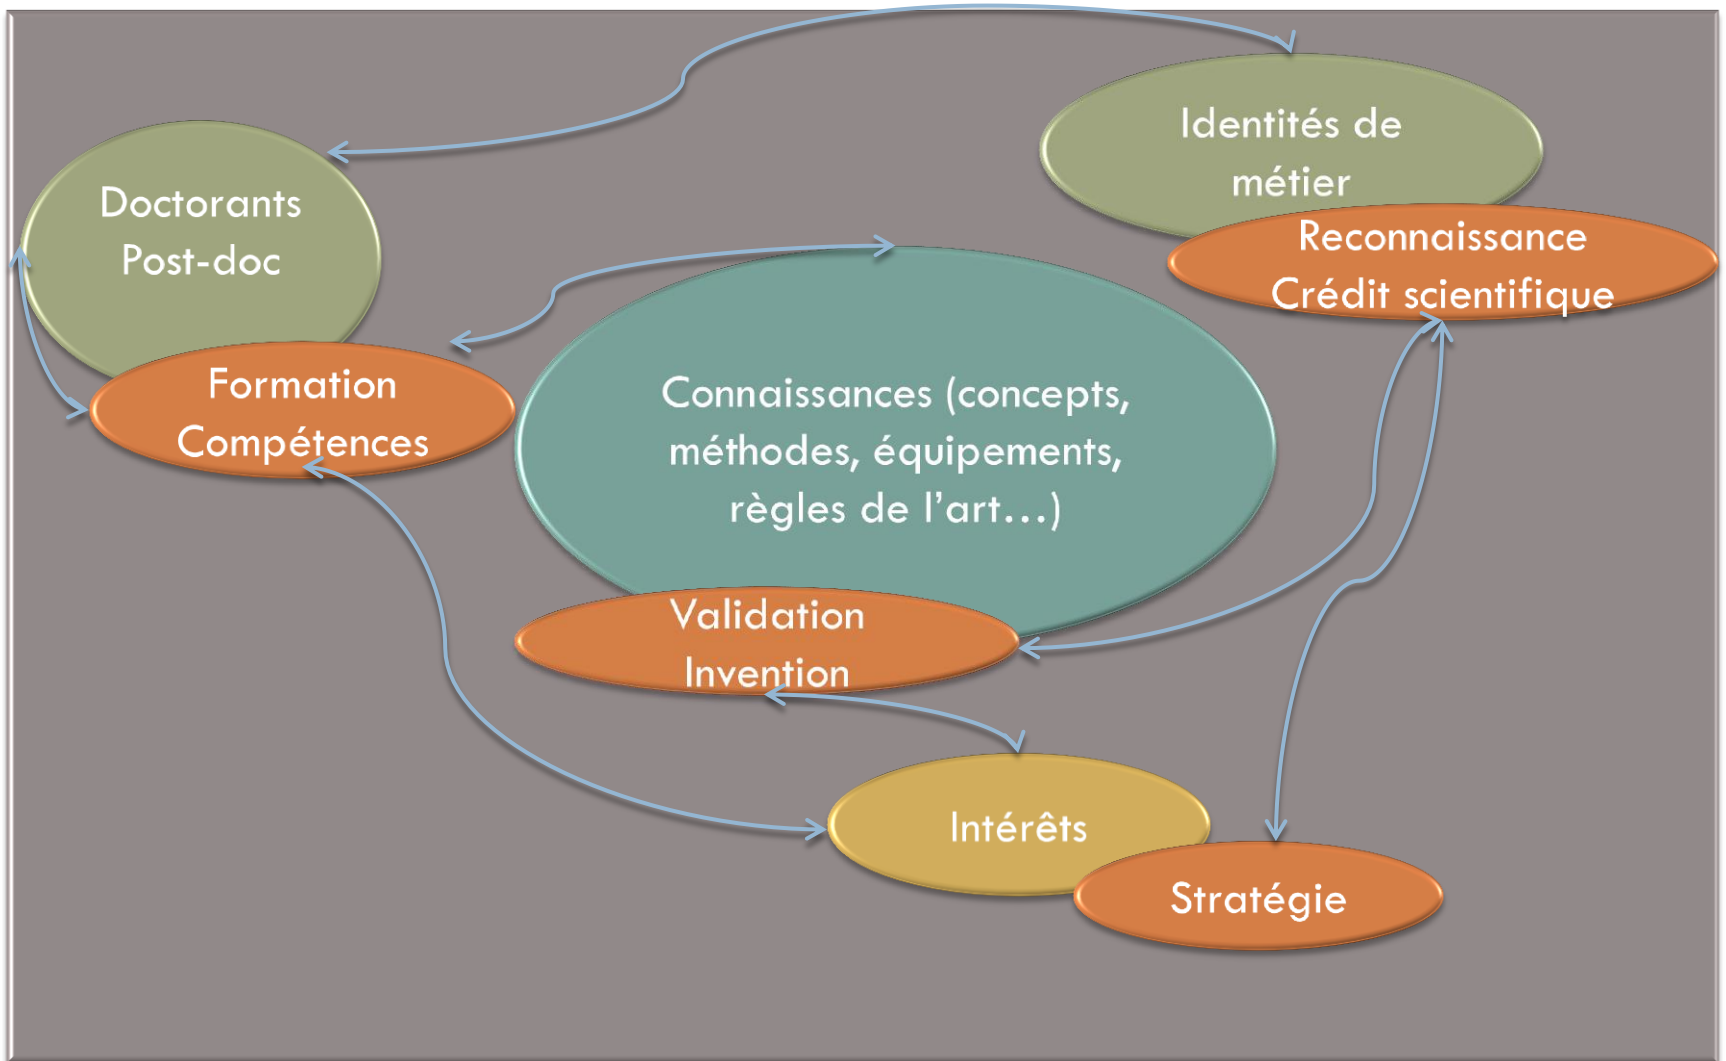 Identités de
métier
Doctorants
Post-doc
Reconnaissance
Crédit scientifique
Formation
Compétences
Connaissances (concepts,
méthodes, équipements,
règles de l’art…)
Validation
Invention
Intérêts
Stratégie